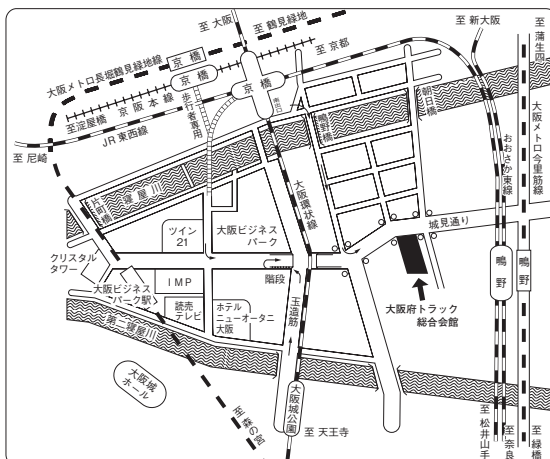 至大阪
至鶴見緑地
至新大阪
至蒲生四
大阪メトロ長堀鶴見緑地線
京橋
至京都
京橋
京橋
京阪本線
至淀屋橋
歩行者専用
南出口
朝日橋
JR東西線
至尼崎
鴫野橋
大阪メトロ今里筋線
おおさか東線
片町橋
寝屋川
大阪環状線
城見通り
ツイン
21
大阪ビジネス
パーク
クリスタル
タワー
階段
鴫野
鴫野
大阪ビジネス
パーク駅
IMP
読売
テレビ
ホテル
ニューオータニ
大阪
玉造筋
大阪府トラック
総合会館
第二寝屋川
大阪城
ホール
大阪城公園
至森の宮
至天王寺
至松井山手
至奈良
至緑橋